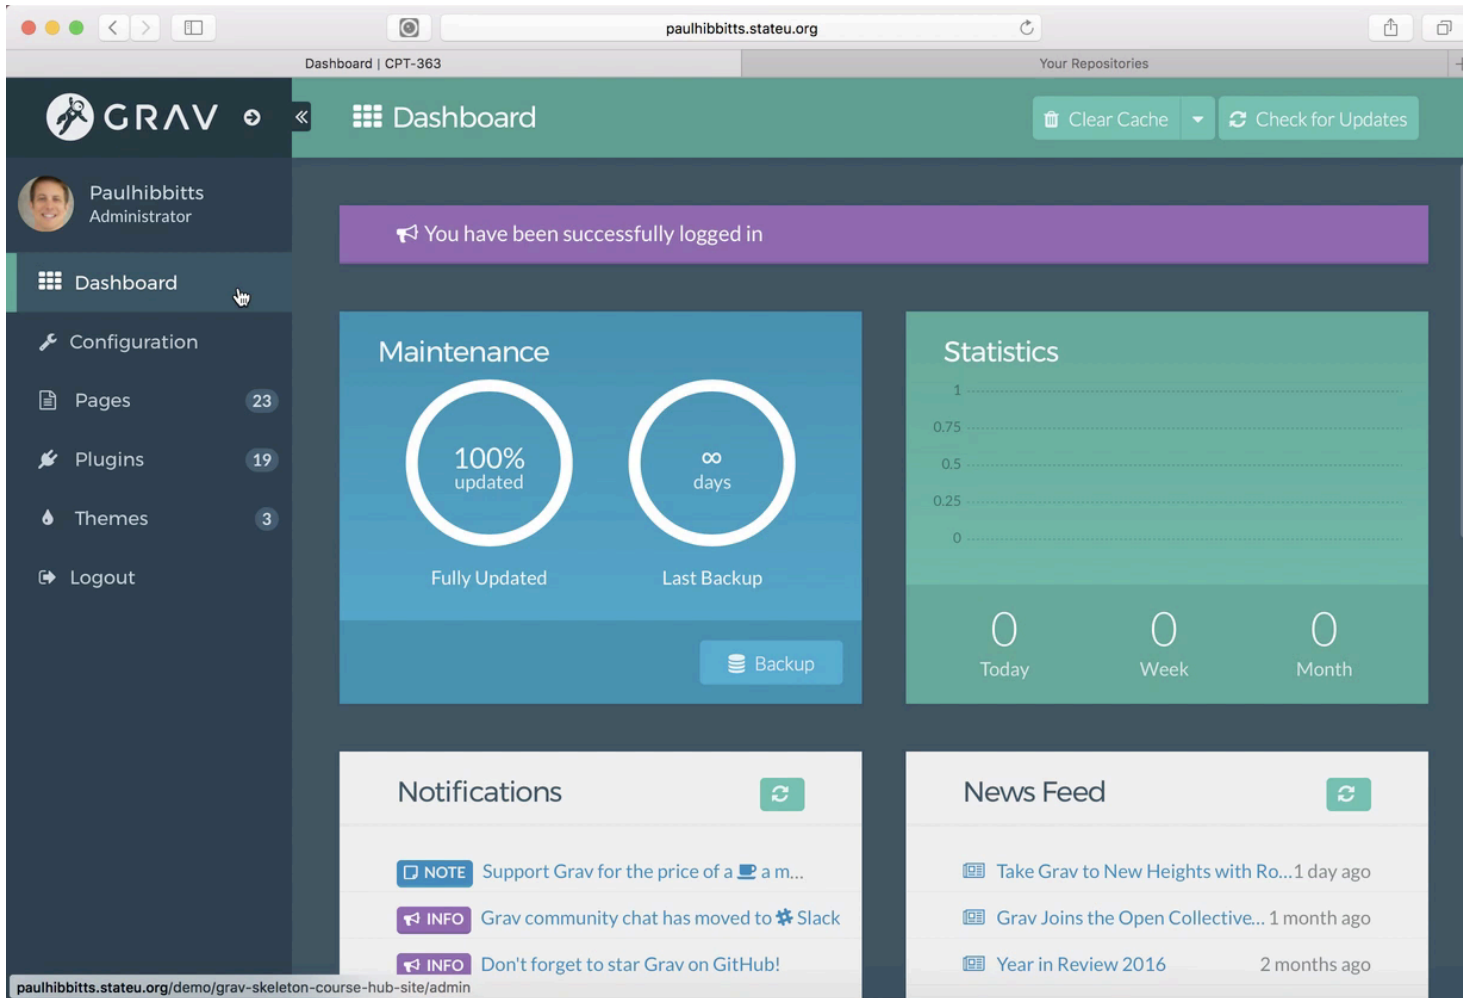 paulhibbitts.stateu.org
Dashboard | CPT-363
Your Repositories
GRAV
Dashboard
Clear Cache
Check for Updates
Paulhibbitts
Administrator
You have been successfully logged in
Dashboard
Configuration
Pages 23
Plugins 19
Themes 3
Logout
Maintenance
100%
updated
∞
days
Fully Updated
Last Backup
Backup
Statistics
1
0.75
0.5
0.25
0
0 0 0
Today Week Month
Notifications
NOTE Support Grav for the price of a a m...
INFO Grav community chat has moved to Slack
INFO Don't forget to star Grav on GitHub!
News Feed
Take Grav to New Heights with Ro... 1 day ago
Grav Joins the Open Collective... 1 month ago
Year in Review 2016 2 months ago
paulhibbitts.stateu.org/demo/grav-skeleton-course-hub-site/admin